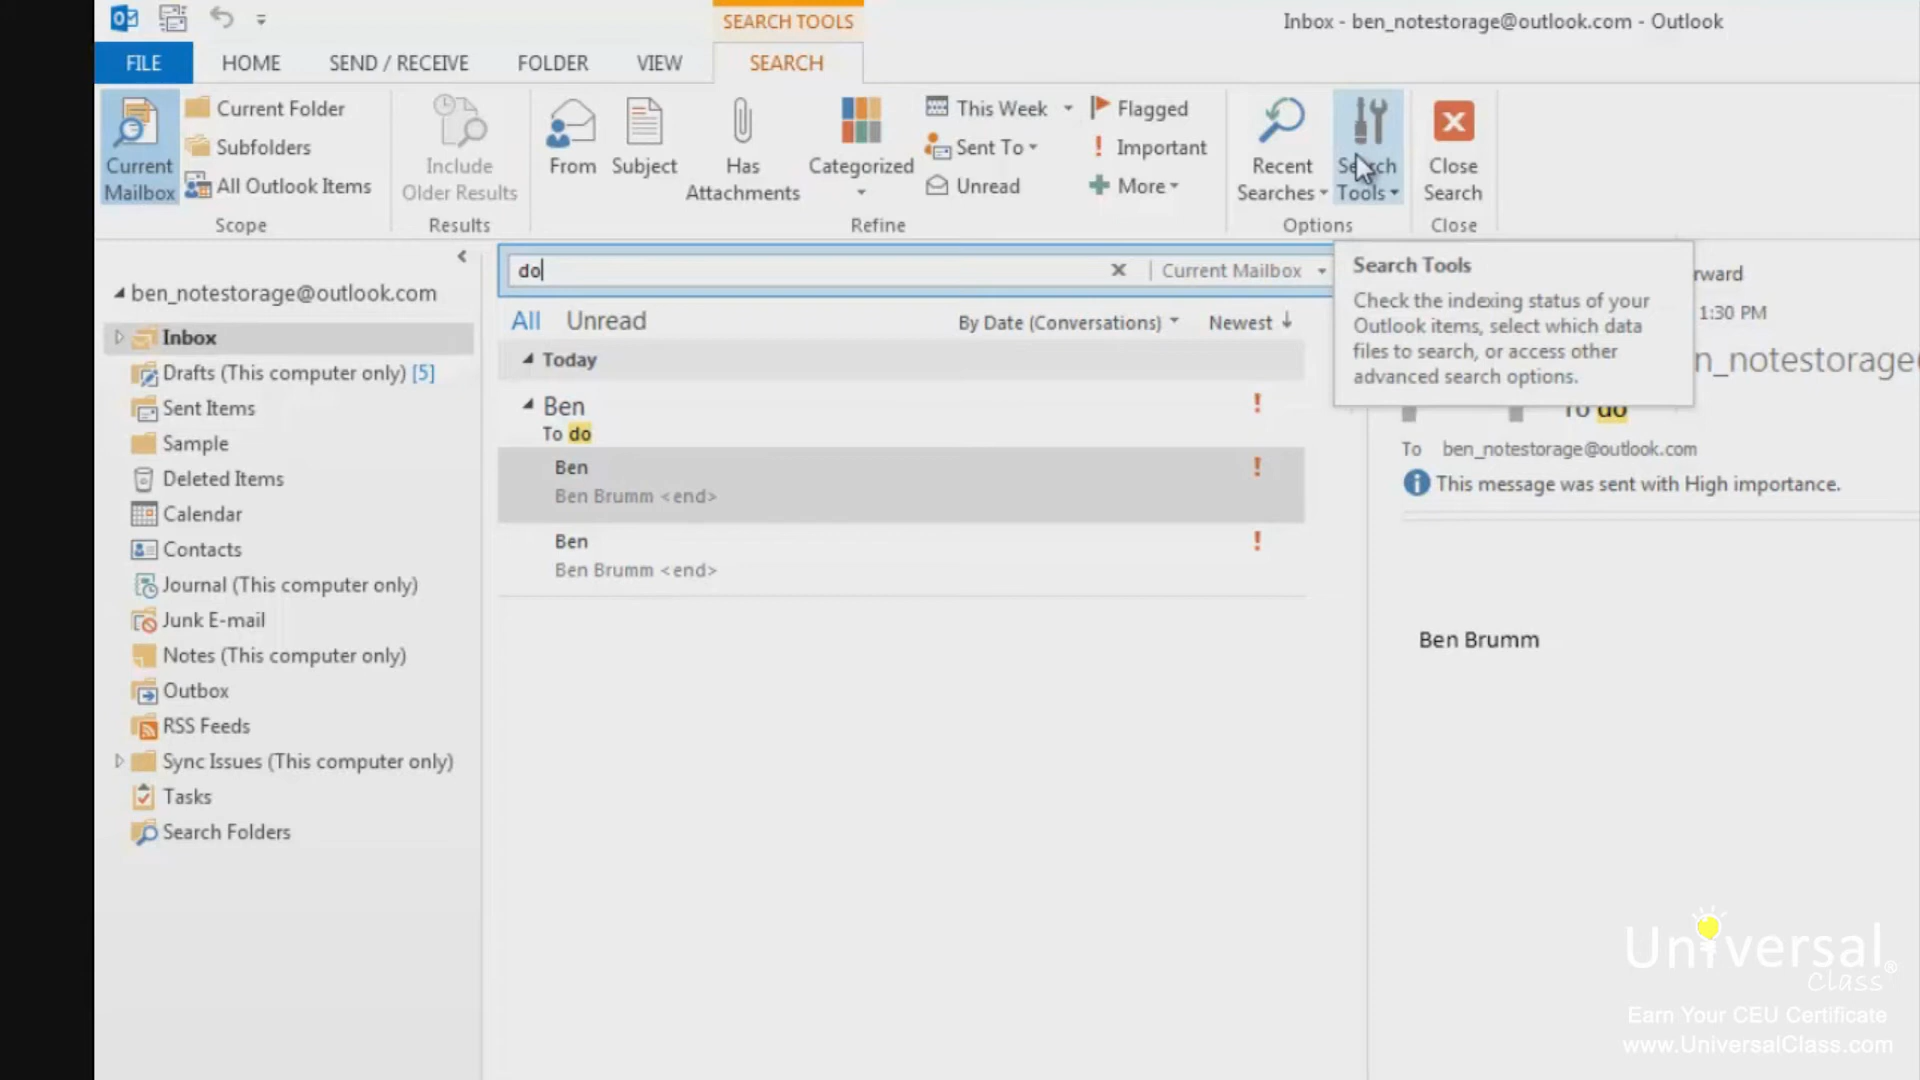 SEARCH TOOLS
Inbox - ben_notestorage@outlook.com - Outlook
FILE HOME SEND / RECEIVE FOLDER VIEW SEARCH
Current Mailbox
Current Folder
Subfolders
All Outlook Items
Scope
Include Older Results
Results
From
Subject
Has Attachments
Categorized
This Week
Sent To
Unread
Flagged
Important
More
Refine
Recent Searches
Search Tools
Options
Close Search
Close
ben_notestorage@outlook.com
Inbox
Drafts (This computer only) [5]
Sent Items
Sample
Deleted Items
Calendar
Contacts
Journal (This computer only)
Junk E-mail
Notes (This computer only)
Outbox
RSS Feeds
Sync Issues (This computer only)
Tasks
Search Folders
do
Current Mailbox
All Unread
By Date (Conversations) Newest
Today
Ben
To do
Ben
Ben Brumm <end>
Ben
Ben Brumm <end>
Search Tools
Check the indexing status of your
Outlook items, select which data
files to search, or access other
advanced search options.
rward
1:30 PM
n_notestorage
To do
To ben_notestorage@outlook.com
This message was sent with High importance.
Ben Brumm
Universal
Class
Earn Your CEU Certificate
www.UniversalClass.com